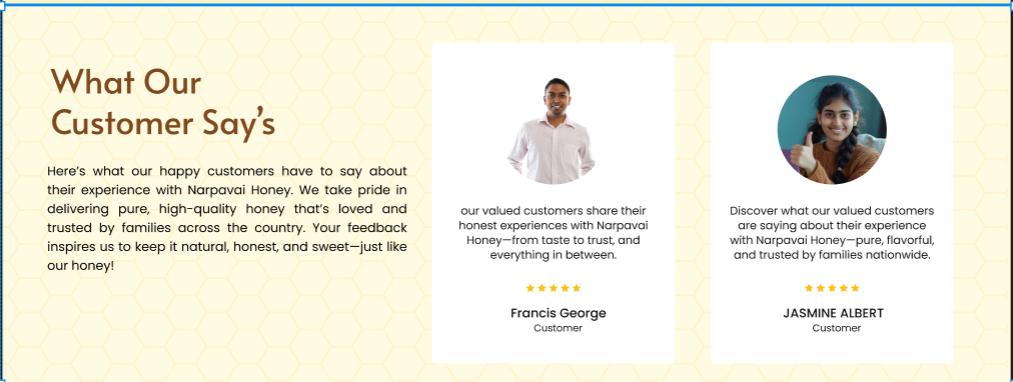 What Our
Customer Say's
Here's what our happy customers have to say about
their experience with Narpavai Honey. We take pride in
delivering pure, high-quality honey that's loved and
trusted by families across the country. Your feedback
inspires us to keep it natural, honest, and sweet—just like
our honey!
our valued customers share their
honest experiences with Narpavai
Honey—from taste to trust, and
everything in between.
Francis George
Customer
Discover what our valued customers
are saying about their experience
with Narpavai Honey—pure, flavorful,
and trusted by families nationwide.
JASMINE ALBERT
Customer